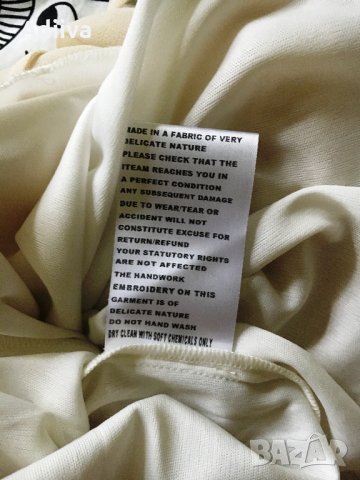 Adiiva
MADE IN A FABRIC OF VERY
DELICATE NATURE
PLEASE CHECK THAT THE
ITEAM REACHES YOU IN
A PERFECT CONDITION
ANY SUBSEQUENT DAMAGE
DUE TO WEAR/TEAR OR
ACCIDENT WILL NOT
CONSTITUTE EXCUSE FOR
RETURN/REFUND
YOUR STATUTORY RIGHTS
ARE NOT AFFECTED
THE HANDWORK
EMBROIDERY ON THIS
GARMENT IS OF
DELICATE NATURE
DO NOT HAND WASH
DRY CLEAN WITH SOFT CHEMICALS ONLY
BAZAR